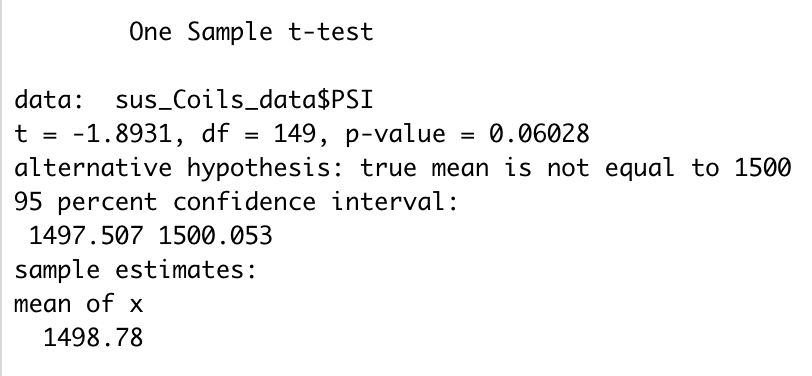 One Sample t-test
data:  sus_Coils_data$PSI
t = -1.8931, df = 149, p-value = 0.06028
alternative hypothesis: true mean is not equal to 1500
95 percent confidence interval:
1497.507 1500.053
sample estimates:
mean of x
1498.78